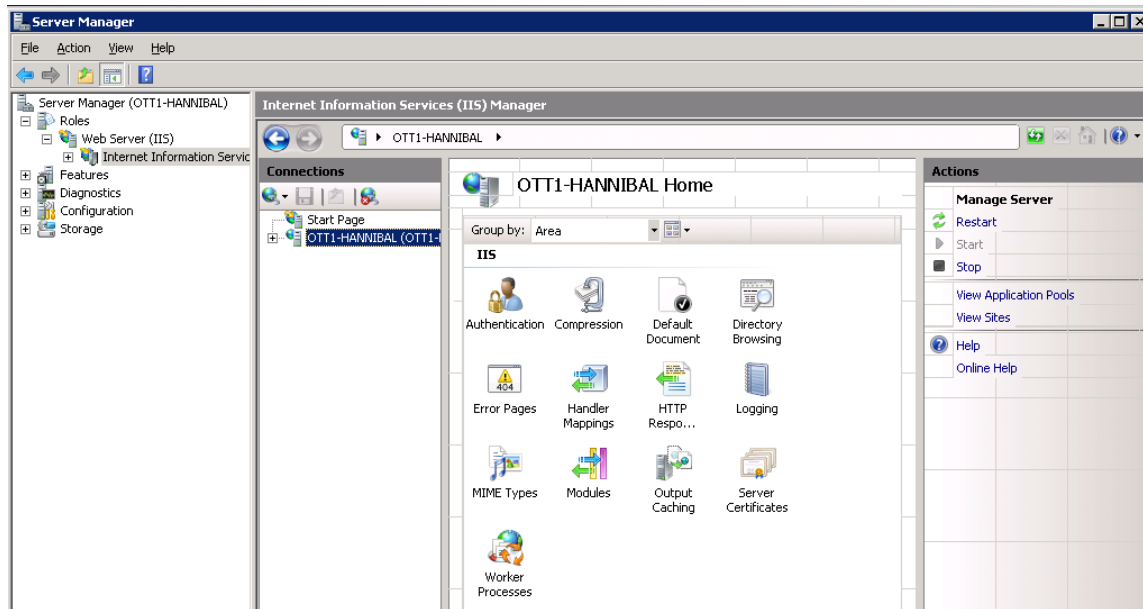 Server Manager
File Action View Help
Server Manager (OTT1-HANNIBAL)
Roles
Web Server (IIS)
Internet Information Servic
Features
Diagnostics
Configuration
Storage
Internet Information Services (IIS) Manager
OTT1-HANNIBAL
Connections
Start Page
OTT1-HANNIBAL (OTT1-
OTT1-HANNIBAL Home
Group by: Area
IIS
Authentication
Compression
Default
Document
Directory
Browsing
404
Error Pages
Handler
Mappings
HTTP
Respo...
Logging
MIME Types
Modules
Output
Caching
Server
Certificates
Worker
Processes
Actions
Manage Server
Restart
Start
Stop
View Application Pools
View Sites
Help
Online Help